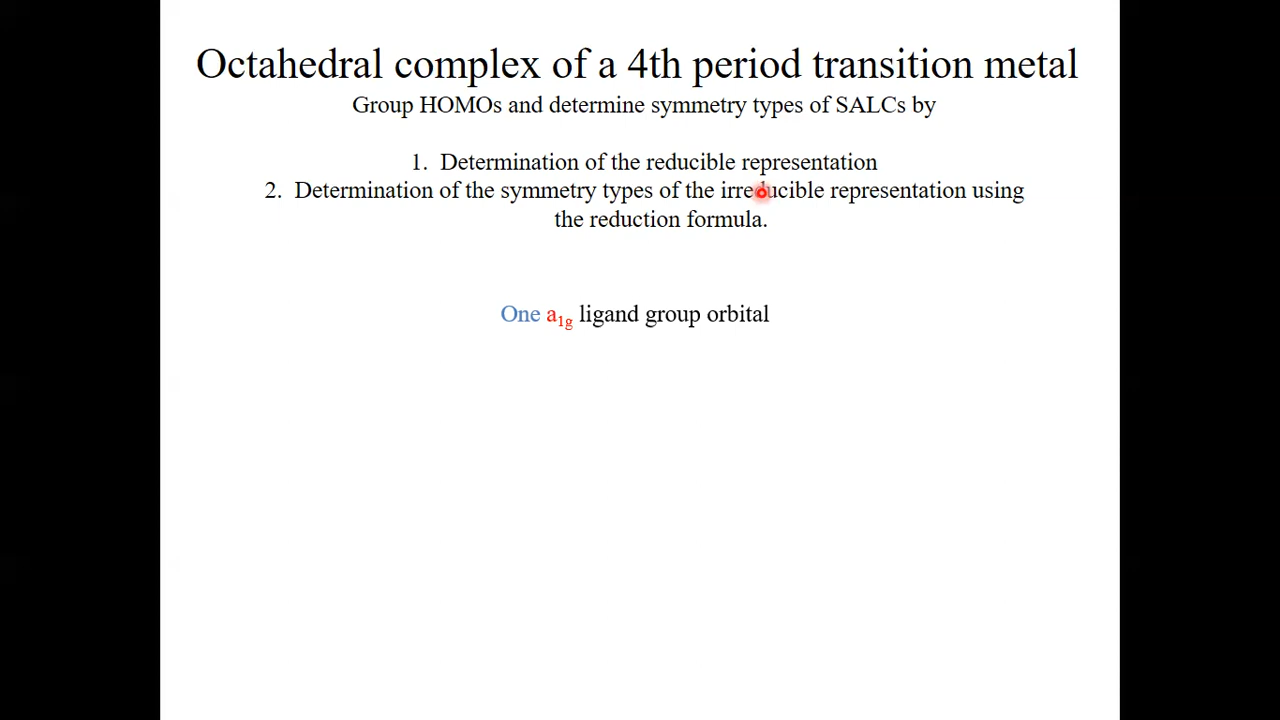 Octahedral complex of a 4th period transition metal
Group HOMOs and determine symmetry types of SALCs by
1. Determination of the reducible representation
2. Determination of the symmetry types of the irreducible representation using
the reduction formula.
One a1g ligand group orbital